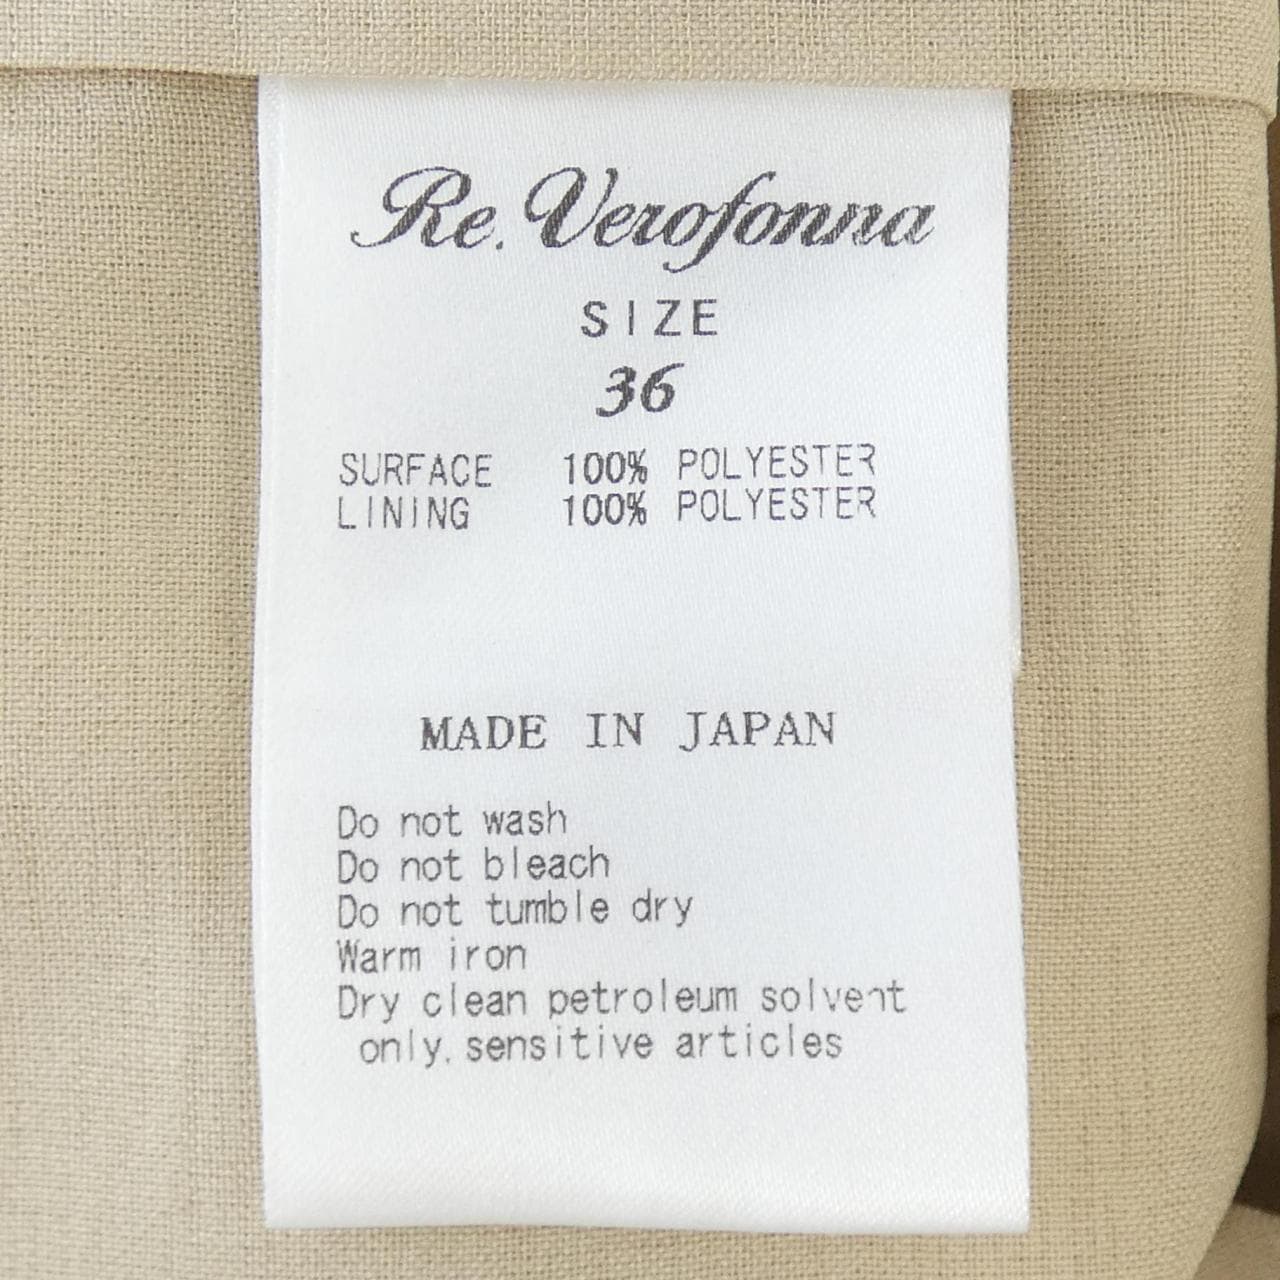 Re. Verofonna
SIZE
36
SURFACE 100% POLYESTER
LINING 100% POLYESTER
MADE IN JAPAN
Do not wash
Do not bleach
Do not tumble dry
Warm iron
Dry clean petroleum solvent
only. sensitive articles